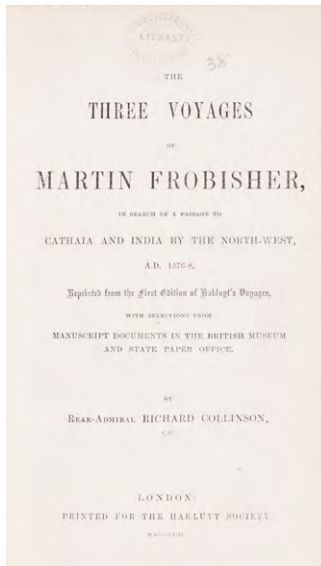 LIBRARY
38
THE
THREE VOYAGES
OF
MARTIN FROBISHER,
IN SEARCH OF A PASSAGE TO
CATHAIA AND INDIA BY THE NORTH-WEST,
A.D. 1576-8,
Reprinted from the First Edition of Hakluyt's Voyages,
WITH SELECTIONS FROM
MANUSCRIPT DOCUMENTS IN THE BRITISH MUSEUM
AND STATE PAPER OFFICE.
BY
REAR-ADMIRAL RICHARD COLLINSON,
C.B.
LONDON:
PRINTED FOR THE HAKLUYT SOCIETY.